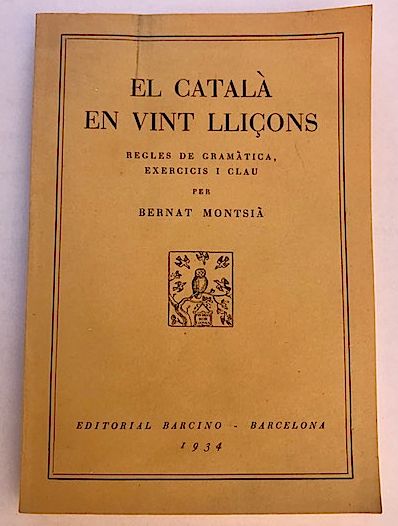 EL CATALÀ
EN VINT LLIÇONS
REGLES DE GRAMÀTICA,
EXERCICIS I CLAU
PER
BERNAT MONTSIÀ
EDITORIAL BARCINO - BARCELONA
1934